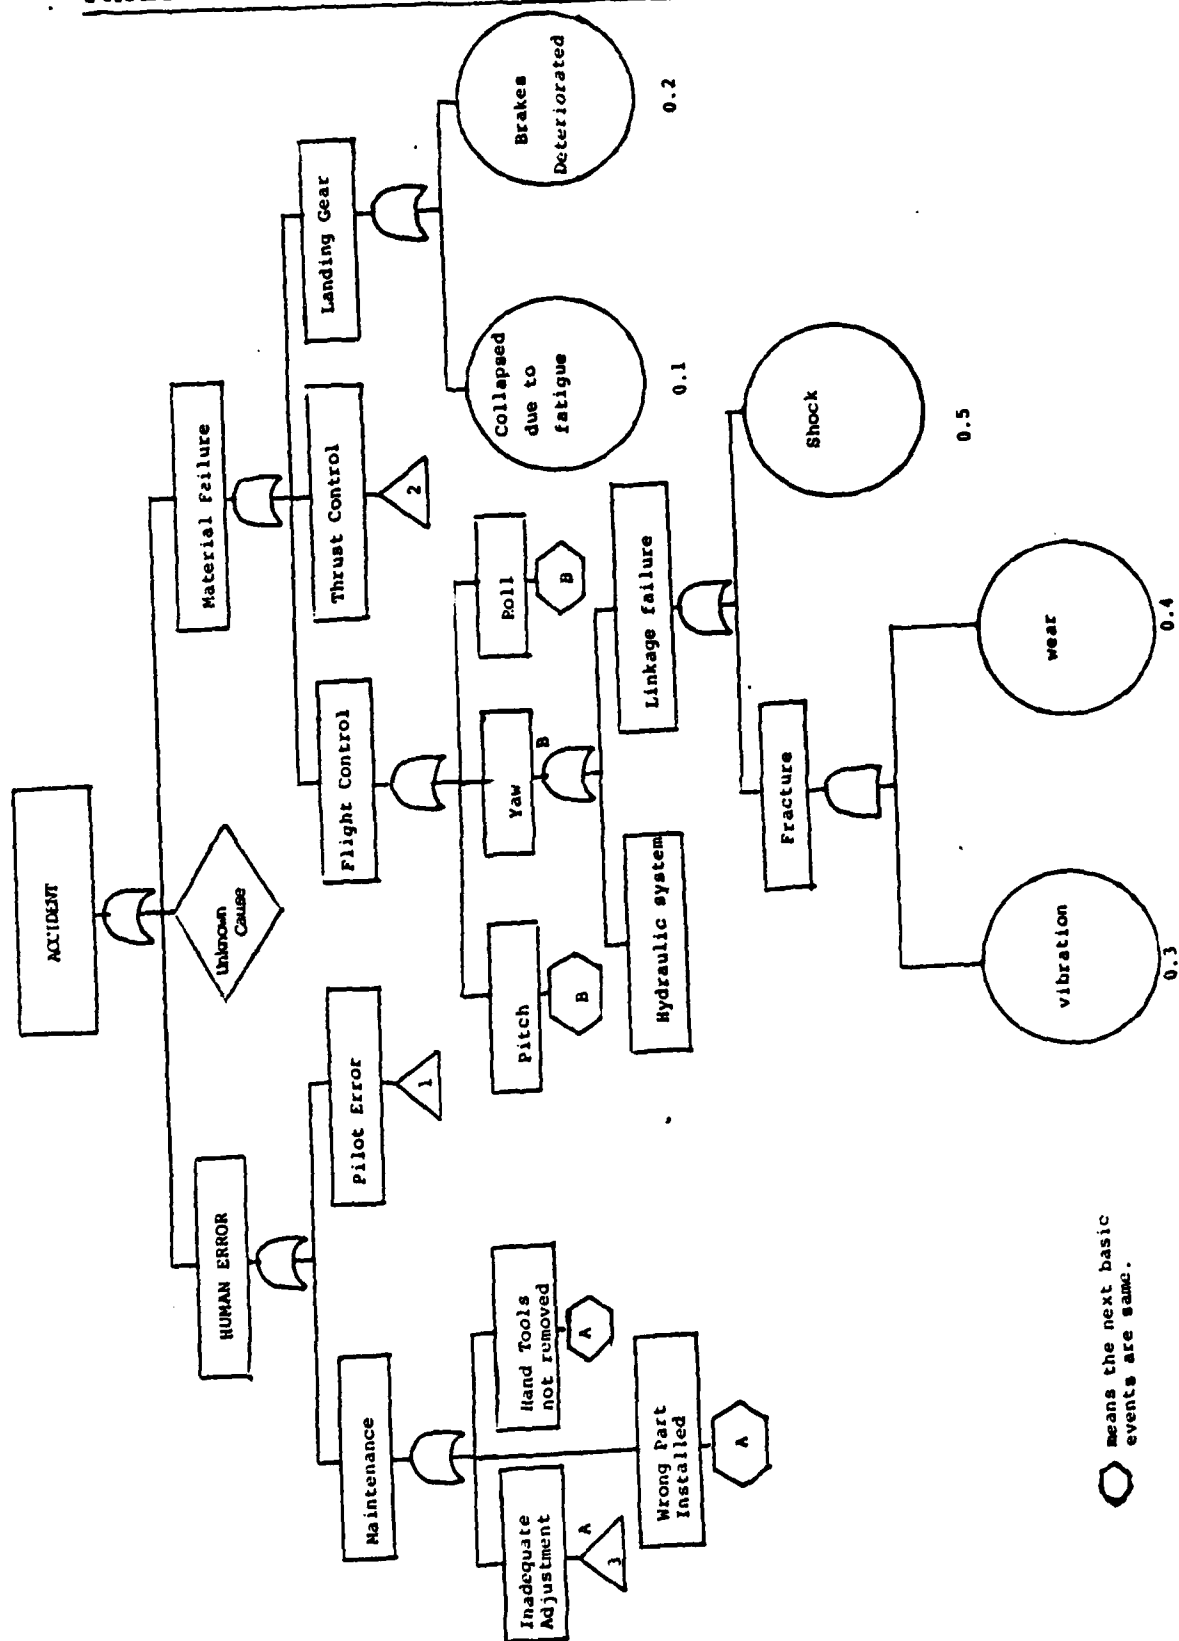 ACCIDENT
HUMAN ERROR
Unknown
Cause
Material Failure
Maintenance
Pilot Error
1
Flight Control
Thrust Control
2
Landing Gear
Inadequate
Adjustment
3
A
Hand Tools
not removed
A
Wrong Part
Installed
A
Pitch
B
Yaw
B
Roll
B
Collapsed
due to
fatigue
0.1
Brakes
Deteriorated
0.2
Hydraulic system
Linkage failure
Fracture
Shock
0.5
vibration
0.3
wear
0.4
means the next basic
events are same.